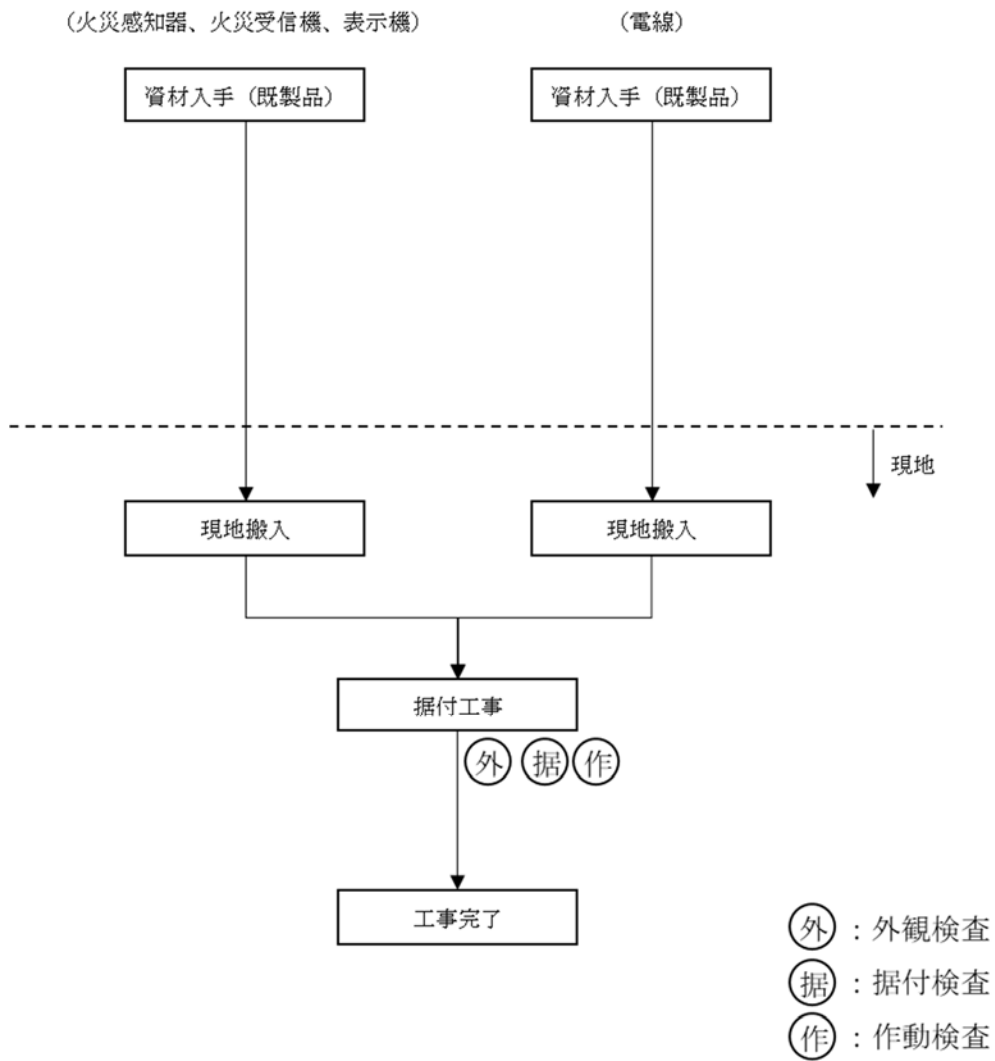 (火災感知器、火災受信機、表示機)
(電線)
資材入手(既製品)
資材入手(既製品)
現地
現地搬入
現地搬入
据付工事
外 据 作
工事完了
外:外観検査
据:据付検査
作:作動検査